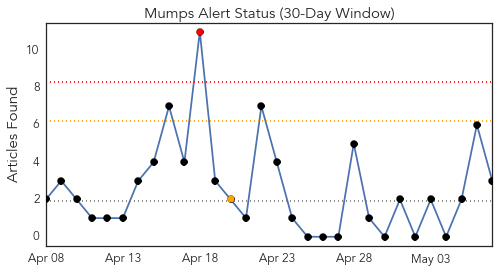 Mumps Alert Status (30-Day Window)
Articles Found
10
8
6
4
2
0
Apr 08
Apr 13
Apr 18
Apr 23
Apr 28
May 03